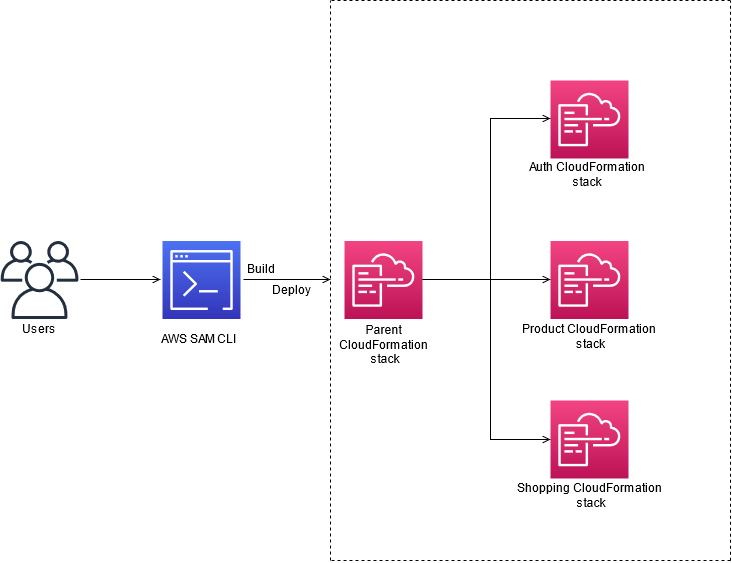 Users
AWS SAM CLI
Build
Deploy
Parent
CloudFormation
stack
Auth CloudFormation
stack
Product CloudFormation
stack
Shopping CloudFormation
stack